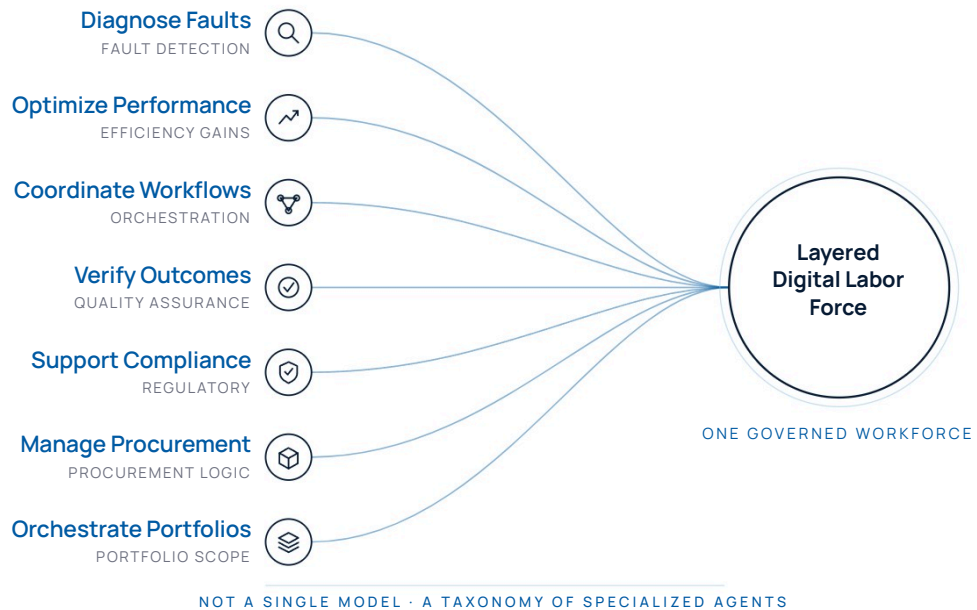 Diagnose Faults
FAULT DETECTION
Optimize Performance
EFFICIENCY GAINS
Coordinate Workflows
ORCHESTRATION
Verify Outcomes
QUALITY ASSURANCE
Support Compliance
REGULATORY
Manage Procurement
PROCUREMENT LOGIC
Orchestrate Portfolios
PORTFOLIO SCOPE
Layered
Digital Labor
Force
ONE GOVERNED WORKFORCE
NOT A SINGLE MODEL · A TAXONOMY OF SPECIALIZED AGENTS